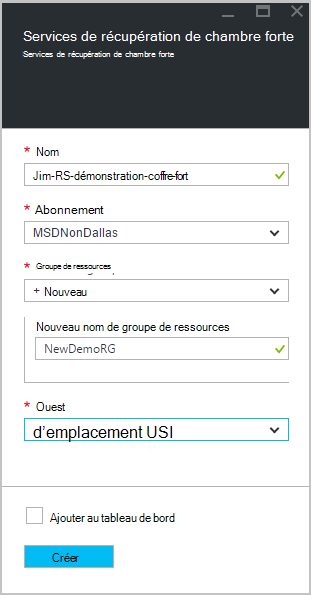 Services de récupération de chambre forte
Services de récupération de chambre forte
* Nom
Jim-RS-démonstration-coffre-fort
* Abonnement
MSDNonDallas
* Groupe de ressources
+ Nouveau
Nouveau nom de groupe de ressources
NewDemoRG
* Ouest
d'emplacement USI
Ajouter au tableau de bord
Créer